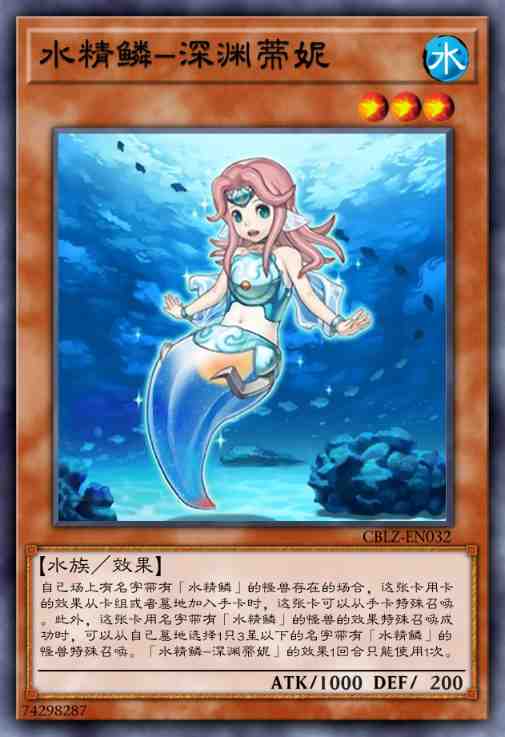 水精鳞-深渊蒂妮
水
CBLZ-EN032
【水族／效果】
自己场上有名字带有「水精鳞」的怪兽存在的场合，这张卡用卡
的效果从卡组或者墓地加入手卡时，这张卡可以从手卡特殊召唤
。此外，这张卡用名字带有「水精鳞」的怪兽的效果特殊召唤成
功时，可以从自己墓地选择1只3星以下的名字带有「水精鳞」的
怪兽特殊召唤。「水精鳞-深渊蒂妮」的效果1回合只能使用1次。
ATK/1000 DEF/ 200
74298287